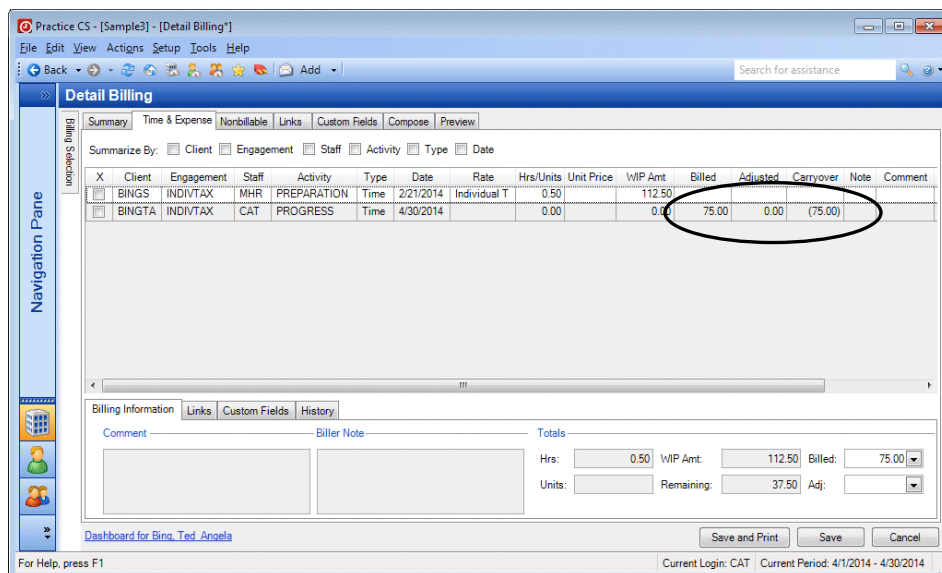 Practice CS - [Sample3] - [Detail Billing*]
File Edit View Actions Setup Tools Help
Back Add Search for assistance
Detail Billing
Billing Selection
Navigation Pane
Summary Time & Expense Nonbillable Links Custom Fields Compose Preview
Summarize By: Client Engagement Staff Activity Type Date
X Client Engagement Staff Activity Type Date Rate Hrs/Units Unit Price WIP Amt Billed Adjusted Carryover Note Comment
BINGS INDIVTAX MHR PREPARATION Time 2/21/2014 Individual T 0.50 112.50
BINGTA INDIVTAX CAT PROGRESS Time 4/30/2014 0.00 0.00 75.00 0.00 (75.00)
Billing Information Links Custom Fields History
Comment Biller Note Totals
Hrs: 0.50 WIP Amt: 112.50 Billed: 75.00
Units: Remaining: 37.50 Adj:
Dashboard for Bing, Ted Angela Save and Print Save Cancel
For Help, press F1 Current Login: CAT Current Period: 4/1/2014 - 4/30/2014